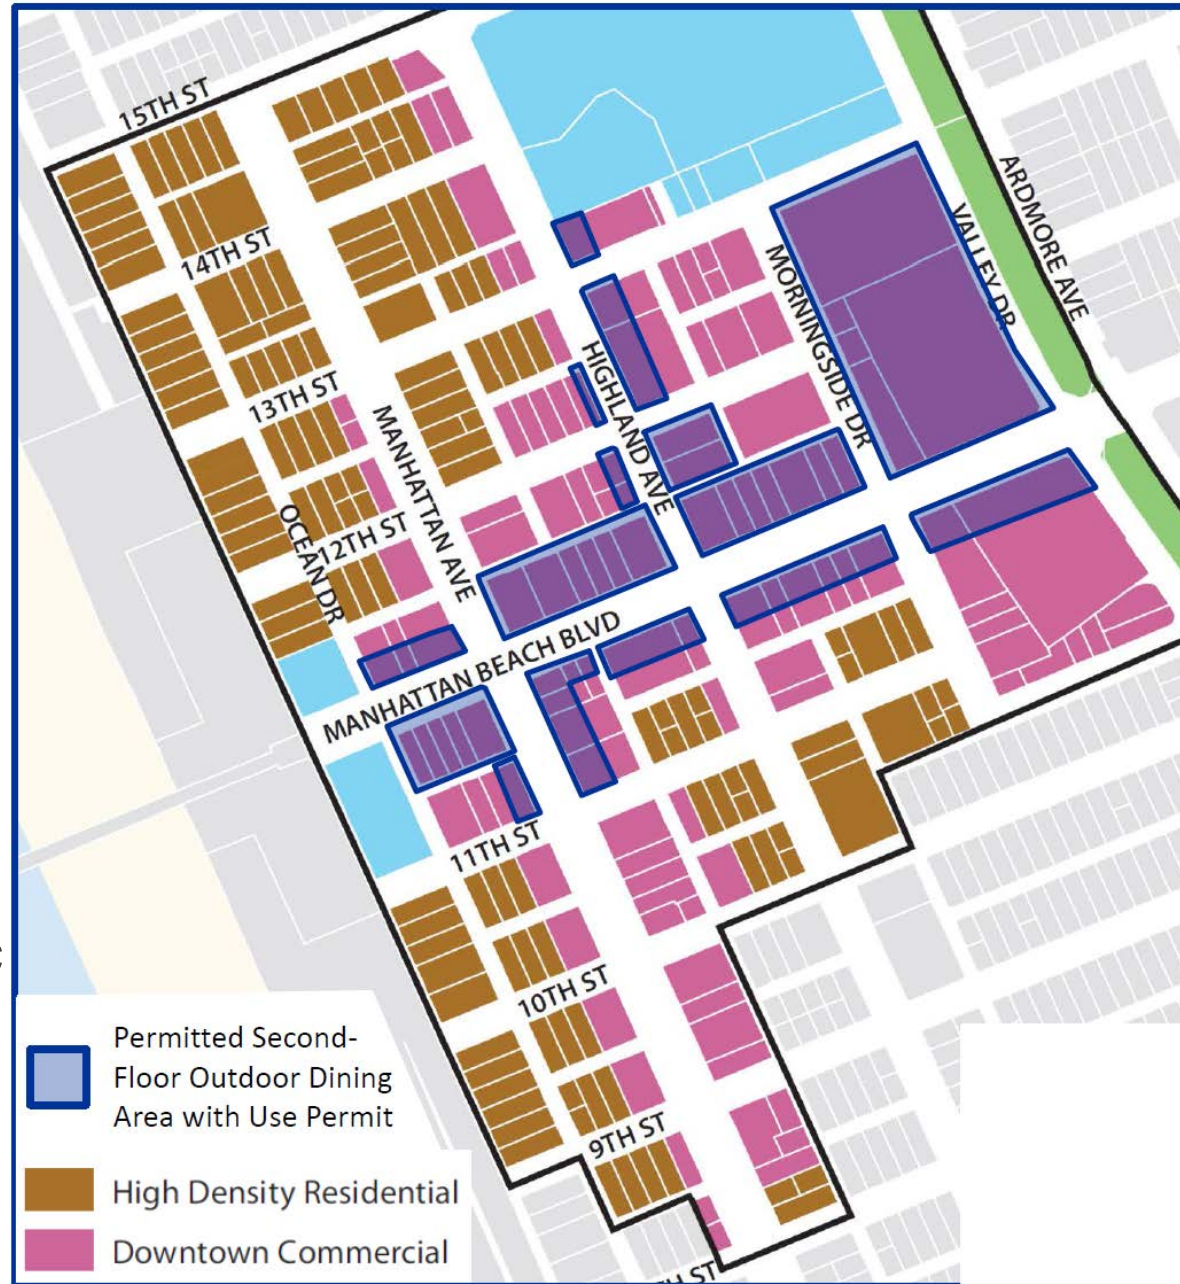 15TH ST
14TH ST
13TH ST
12TH ST
OCEAN DR
MANHATTAN AVE
HIGHLAND AVE
MORNINGSIDE DR
VALLEY DR
ARDMORE AVE
MANHATTAN BEACH BLVD
11TH ST
10TH ST
9TH ST
Permitted Second-
Floor Outdoor Dining
Area with Use Permit
High Density Residential
Downtown Commercial